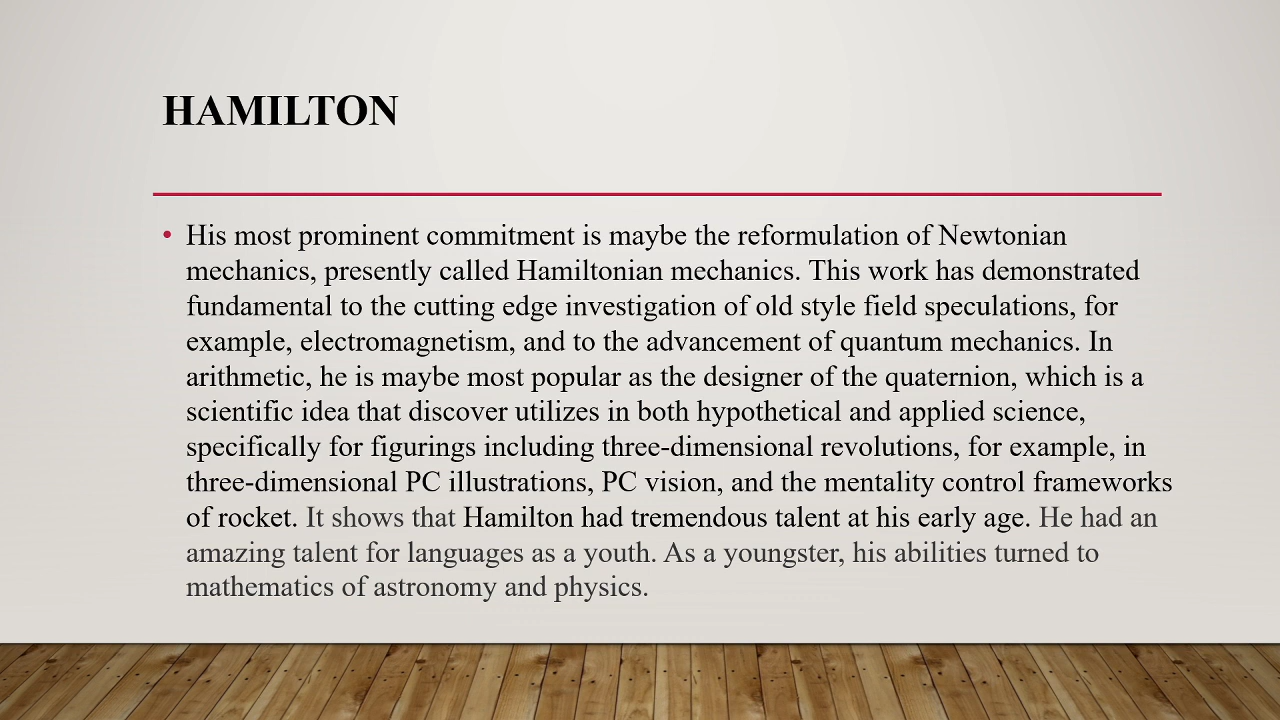 HAMILTON
• His most prominent commitment is maybe the reformulation of Newtonian
mechanics, presently called Hamiltonian mechanics. This work has demonstrated
fundamental to the cutting edge investigation of old style field speculations, for
example, electromagnetism, and to the advancement of quantum mechanics. In
arithmetic, he is maybe most popular as the designer of the quaternion, which is a
scientific idea that discover utilizes in both hypothetical and applied science,
specifically for figurings including three-dimensional revolutions, for example, in
three-dimensional PC illustrations, PC vision, and the mentality control frameworks
of rocket. It shows that Hamilton had tremendous talent at his early age. He had an
amazing talent for languages as a youth. As a youngster, his abilities turned to
mathematics of astronomy and physics.